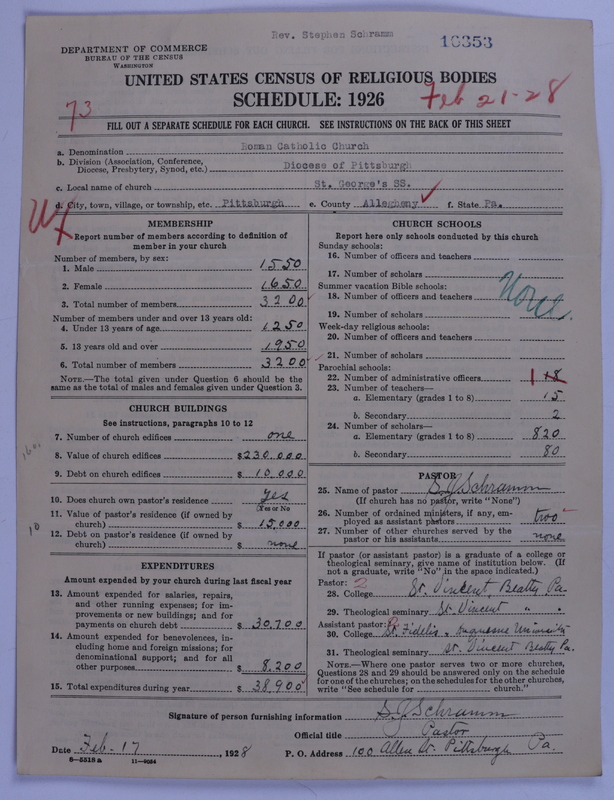 Rev. Stephen Schramm
16353
DEPARTMENT OF COMMERCE
BUREAU OF THE CENSUS
WASHINGTON
UNITED STATES CENSUS OF RELIGIOUS BODIES
SCHEDULE: 1926
Feb 21-28
73
FILL OUT A SEPARATE SCHEDULE FOR EACH CHURCH. SEE INSTRUCTIONS ON THE BACK OF THIS SHEET
a. Denomination Roman Catholic Church
b. Division (Association, Conference, Diocese, Presbytery, Synod, etc.) Diocese of Pittsburgh
c. Local name of church St. George's SS.
d. City, town, village, or township, etc. Pittsburgh e. County Allegheny f. State Pa.
MEMBERSHIP
Report number of members according to definition of
member in your church
Number of members, by sex:
1. Male 1550
2. Female 1650
3. Total number of members 3200
Number of members under and over 13 years old:
4. Under 13 years of age 1250
5. 13 years old and over 1950
6. Total number of members 3200
NOTE.—The total given under Question 6 should be
same as the total of males and females given under Question 3.
CHURCH BUILDINGS
See instructions, paragraphs 10 to 12
7. Number of church edifices one
8. Value of church edifices $230.000
9. Debt on church edifices $10.000
10. Does church own pastor's residence Yes
(Yes or No)
11. Value of pastor's residence (if owned by
church) $15,000
12. Debt on pastor's residence (if owned by
church) $ none
10
EXPENDITURES
Amount expended by your church during last fiscal year
13. Amount expended for salaries, repairs,
and other running expenses; for im-
provements or new buildings; and for
payments on church debt $30.700
14. Amount expended for benevolences, in-
cluding home and foreign missions; for
denominational support; and for all
other purposes $8.200
15. Total expenditures during year $38.900
CHURCH SCHOOLS
Report here only schools conducted by this church
Sunday schools:
16. Number of officers and teachers
17. Number of scholars
Summer vacation Bible schools:
18. Number of officers and teachers
None
19. Number of scholars
Week-day religious schools:
20. Number of officers and teachers
21. Number of scholars
Parochial schools:
22. Number of administrative officers 1
23. Number of teachers—
a. Elementary (grades 1 to 8) 15
b. Secondary 2
24. Number of scholars—
a. Elementary (grades 1 to 8) 820
b. Secondary 80
PASTOR
25. Name of pastor S.J. Schramm
(If church has no pastor, write "None")
26. Number of ordained ministers, if any, em-
ployed as assistant pastors two
27. Number of other churches served by the
pastor or his assistants none
If pastor (or assistant pastor) is a graduate of a college or
theological seminary, give name of institution below. (If
not a graduate, write "No" in the space indicated.)
Pastor: 2
28. College St. Vincent Beatty Pa.
29. Theological seminary St. Vincent " "
Assistant pastor:
30. College St. Fidelis, Duquesne University
31. Theological seminary St. Vincent Beatty Pa.
NOTE.—Where one pastor serves two or more churches,
Questions 28 and 29 should be answered only on the schedule
for one of the churches; on the schedules for the other churches,
write "See schedule for church."
Signature of person furnishing information S.J. Schramm
Official title Pastor
Date Feb. 17, 1928 P. O. Address 100 Allen St. Pittsburgh Pa.
8—5518a 11—9054